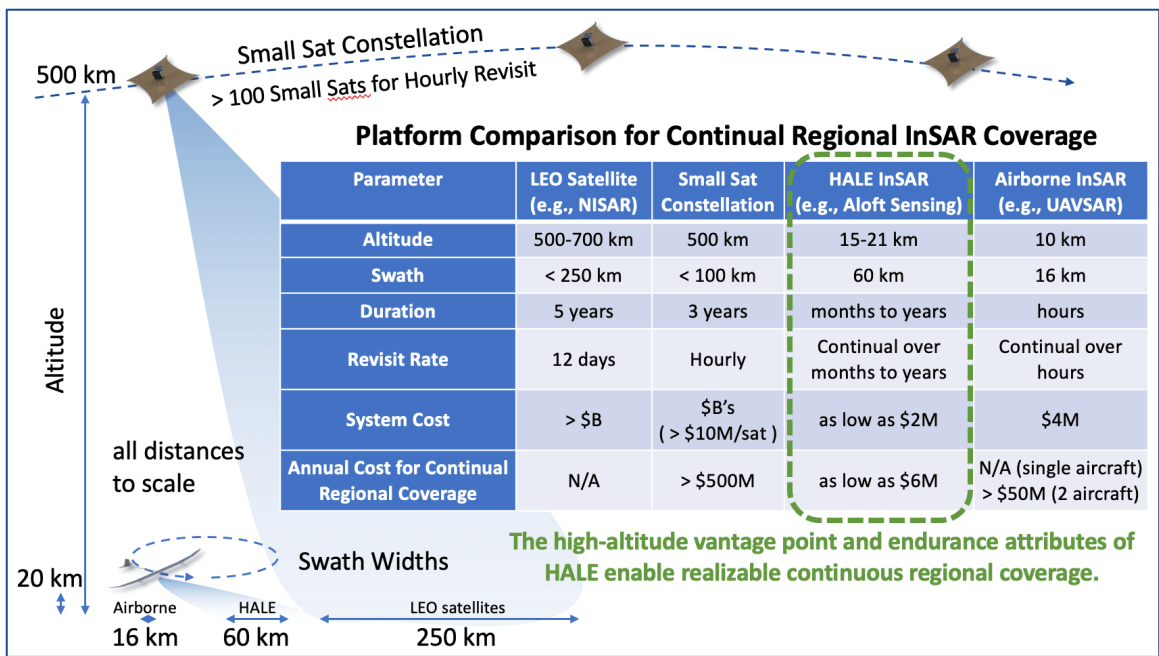 Small Sat Constellation
500 km
> 100 Small Sats for Hourly Revisit
Platform Comparison for Continual Regional InSAR Coverage
Parameter
LEO Satellite
(e.g., NISAR)
Small Sat
Constellation
HALE InSAR
(e.g., Aloft Sensing)
Airborne InSAR
(e.g., UAVSAR)
Altitude
500-700 km
500 km
15-21 km
10 km
Swath
< 250 km
< 100 km
60 km
16 km
Duration
5 years
3 years
months to years
hours
Revisit Rate
12 days
Hourly
Continual over
months to years
Continual over
hours
System Cost
> $B
$B’s
( > $10M/sat )
as low as $2M
$4M
Annual Cost for Continual
Regional Coverage
N/A
> $500M
as low as $6M
N/A (single aircraft)
> $50M (2 aircraft)
Altitude
all distances
to scale
The high-altitude vantage point and endurance attributes of
HALE enable realizable continuous regional coverage.
Swath Widths
20 km
Airborne
HALE
LEO satellites
16 km
60 km
250 km